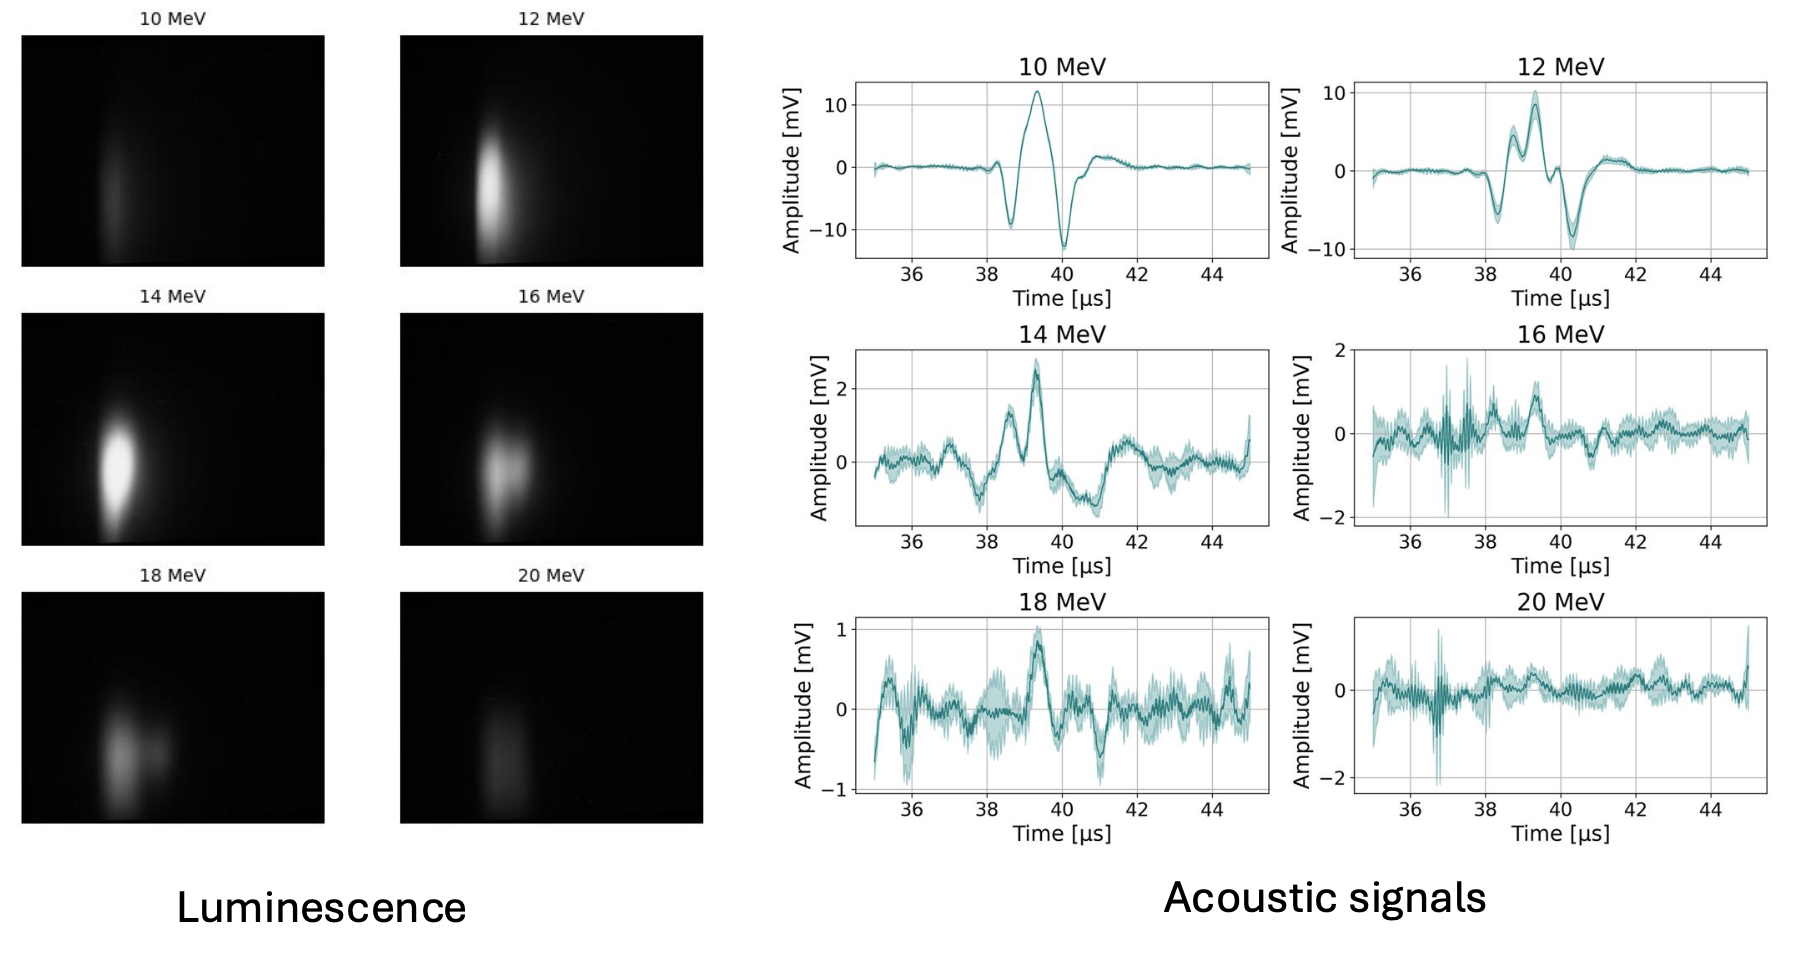 10 MeV
12 MeV
14 MeV
16 MeV
18 MeV
20 MeV
Luminescence
10 MeV
Amplitude [mV]
10
0
−10
36 38 40 42 44
Time [µs]
12 MeV
Amplitude [mV]
10
0
−10
36 38 40 42 44
Time [µs]
14 MeV
Amplitude [mV]
2
0
36 38 40 42 44
Time [µs]
16 MeV
Amplitude [mV]
2
0
−2
36 38 40 42 44
Time [µs]
18 MeV
Amplitude [mV]
1
0
−1
36 38 40 42 44
Time [µs]
20 MeV
Amplitude [mV]
0
−2
36 38 40 42 44
Time [µs]
Acoustic signals